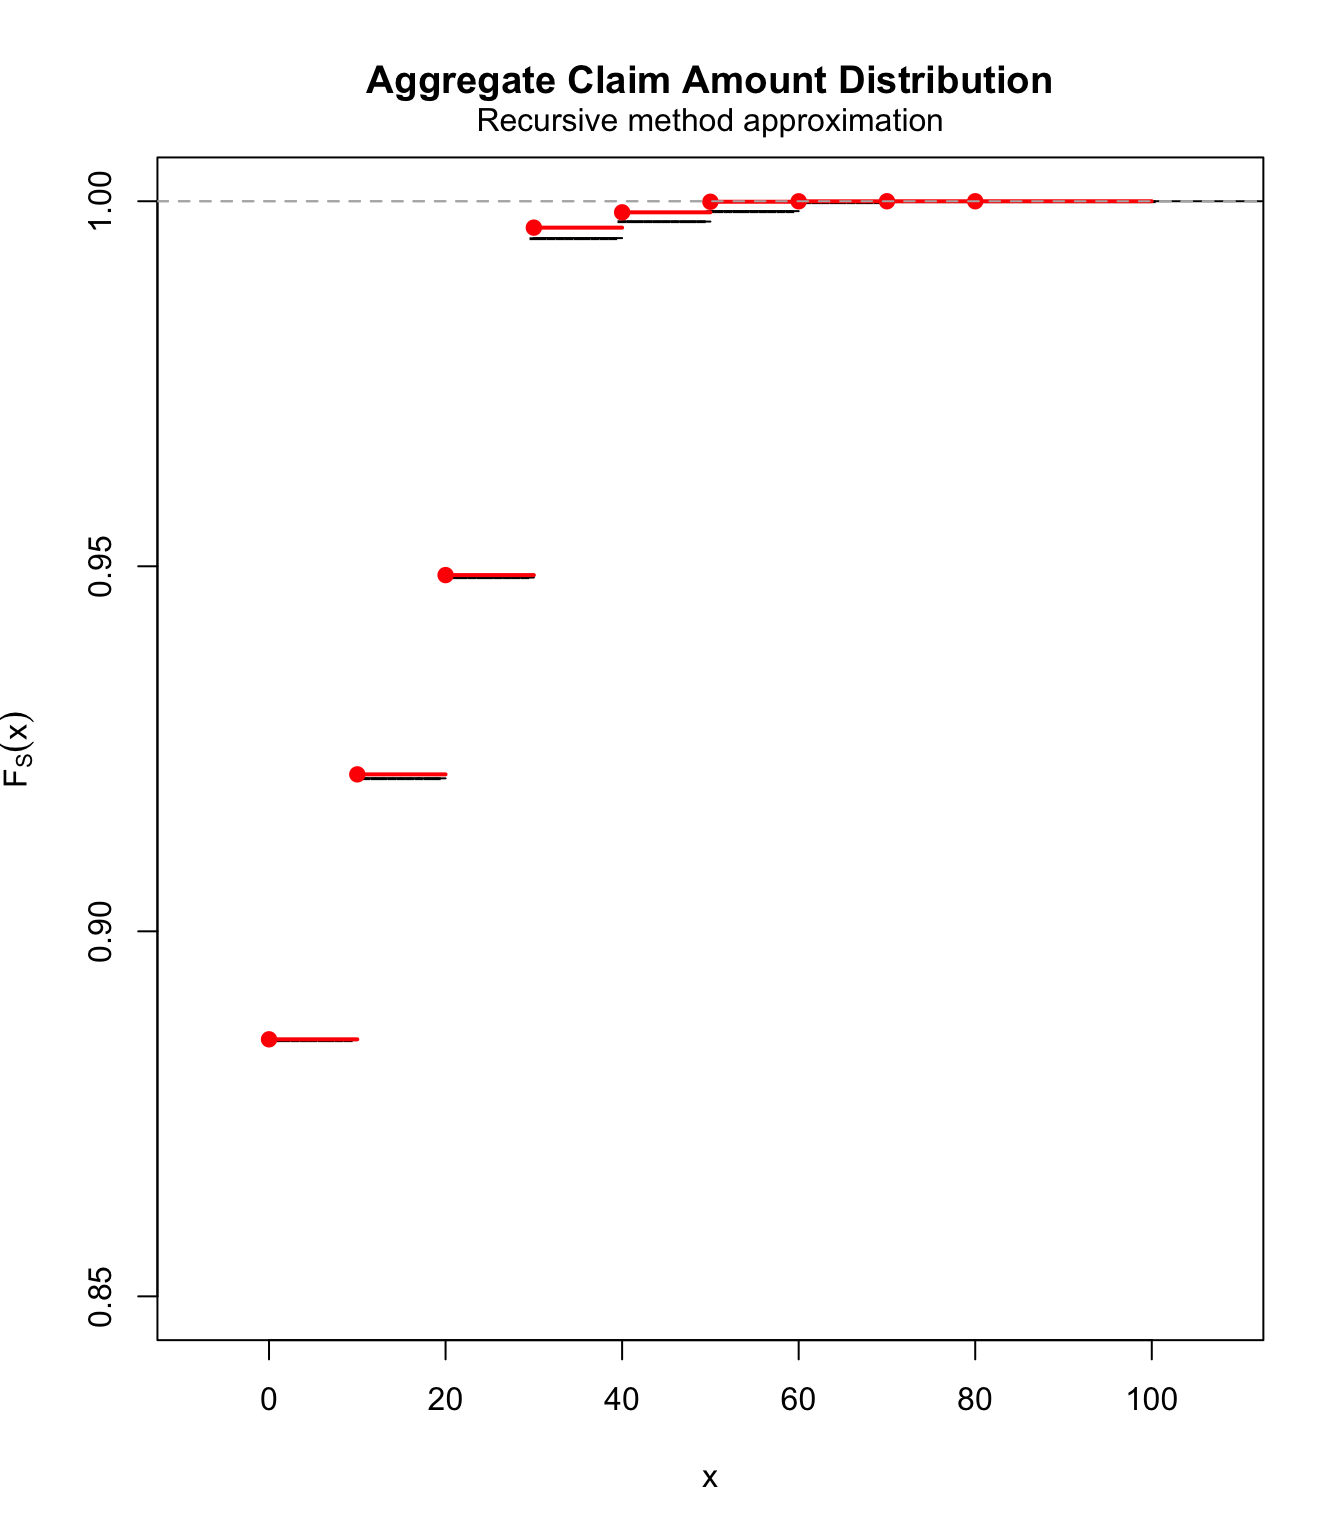 Aggregate Claim Amount Distribution
Recursive method approximation
1.00
0.95
0.90
0.85
F_S(x)
0 20 40 60 80 100
x